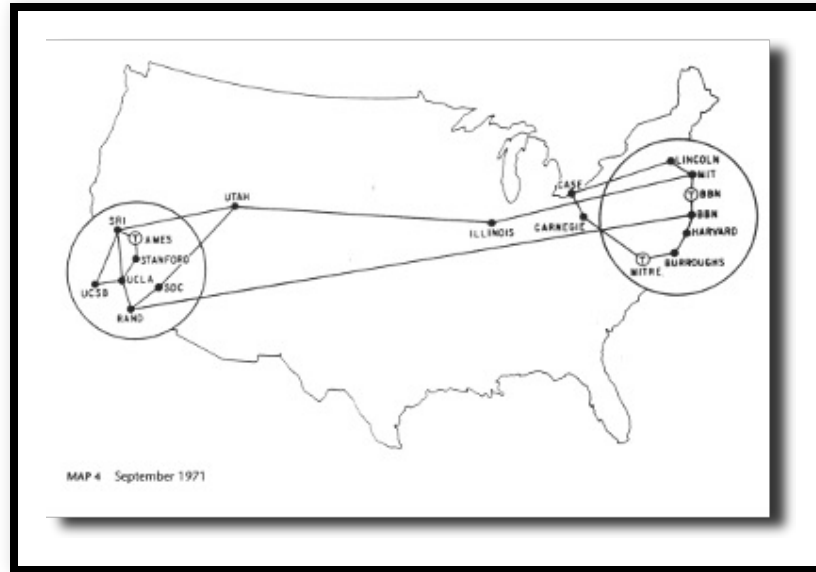 LINCOLN
MIT
CASE
Ⓣ BBN
UTAH
BBN
SRI
ILLINOIS
CARNEGIE
HARVARD
Ⓣ AMES
STANFORD
BURROUGHS
Ⓣ
MITRE
UCLA
SDC
UCSB
RAND
MAP 4 September 1971